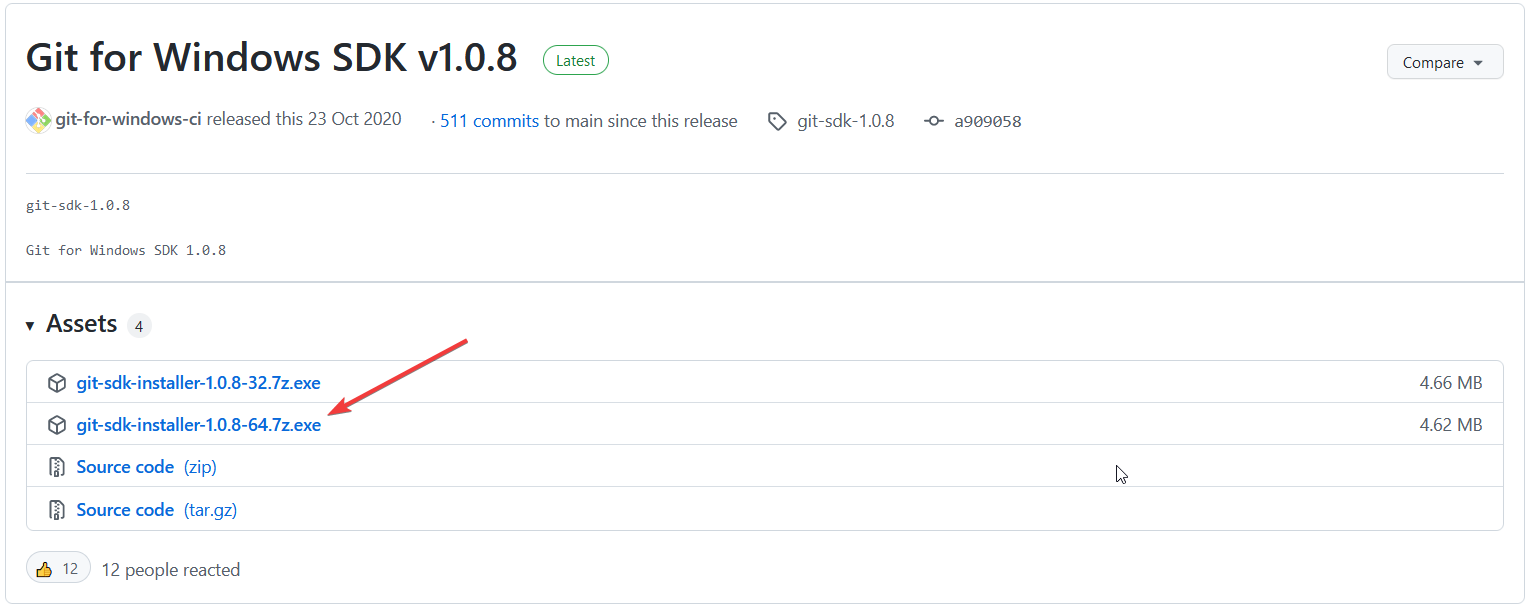 Git for Windows SDK v1.0.8 Latest Compare
git-for-windows-ci released this 23 Oct 2020 · 511 commits to main since this release git-sdk-1.0.8 a909058
git-sdk-1.0.8
Git for Windows SDK 1.0.8
Assets 4
git-sdk-installer-1.0.8-32.7z.exe 4.66 MB
git-sdk-installer-1.0.8-64.7z.exe 4.62 MB
Source code (zip)
Source code (tar.gz)
👍 12 12 people reacted